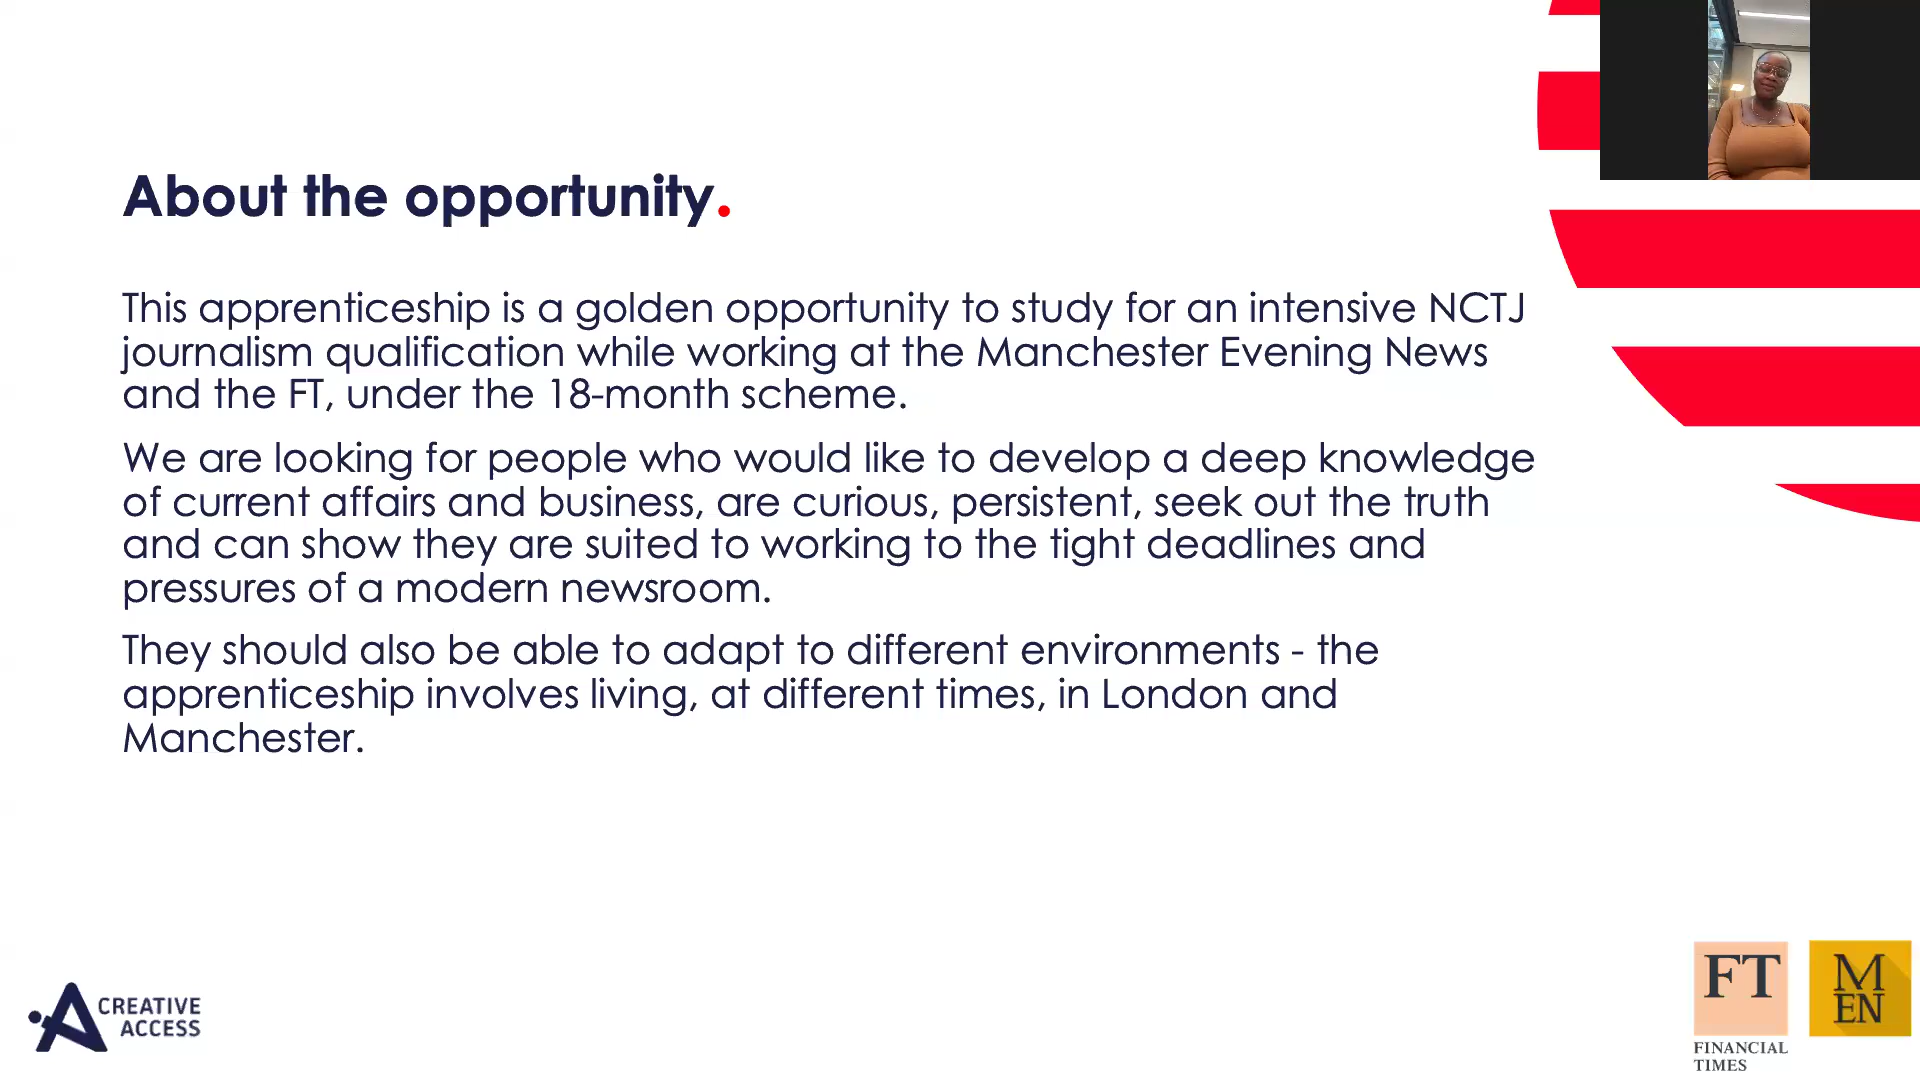 About the opportunity.
This apprenticeship is a golden opportunity to study for an intensive NCTJ
journalism qualification while working at the Manchester Evening News
and the FT, under the 18-month scheme.
We are looking for people who would like to develop a deep knowledge
of current affairs and business, are curious, persistent, seek out the truth
and can show they are suited to working to the tight deadlines and
pressures of a modern newsroom.
They should also be able to adapt to different environments - the
apprenticeship involves living, at different times, in London and
Manchester.
CREATIVE
ACCESS
FT
FINANCIAL
TIMES
M
EN